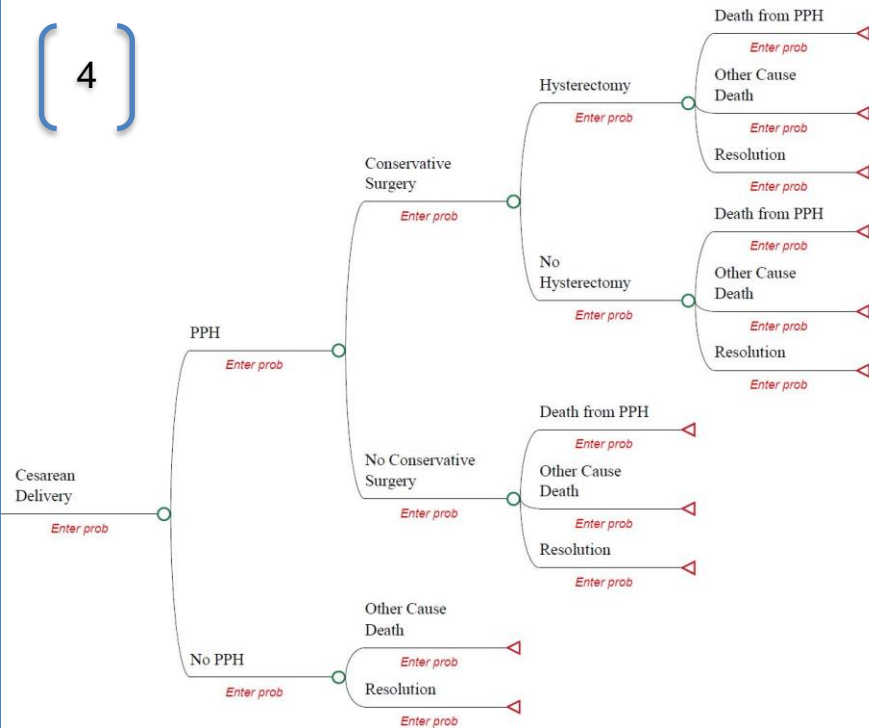 4
Death from PPH
Enter prob
Other Cause
Death
Enter prob
Resolution
Enter prob
Hysterectomy
Enter prob
Death from PPH
Enter prob
Other Cause
Death
Enter prob
Resolution
Enter prob
No
Hysterectomy
Enter prob
Conservative
Surgery
Enter prob
PPH
Enter prob
Death from PPH
Enter prob
Other Cause
Death
Enter prob
Resolution
Enter prob
No Conservative
Surgery
Enter prob
Cesarean
Delivery
Enter prob
Other Cause
Death
Enter prob
Resolution
Enter prob
No PPH
Enter prob